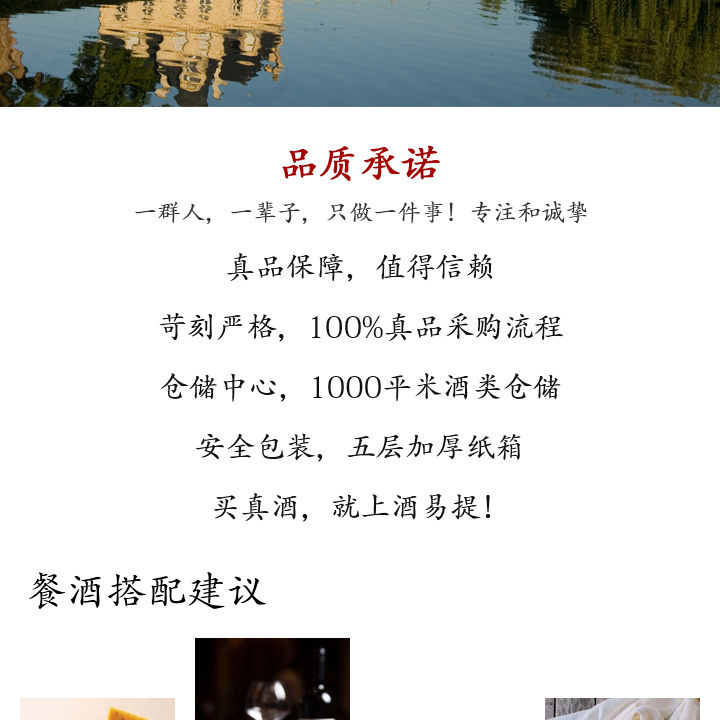 品质承诺
一群人，一辈子，只做一件事！专注和诚挚
真品保障，值得信赖
苛刻严格，100%真品采购流程
仓储中心，1000平米酒类仓储
安全包装，五层加厚纸箱
买真酒，就上酒易提！
餐酒搭配建议